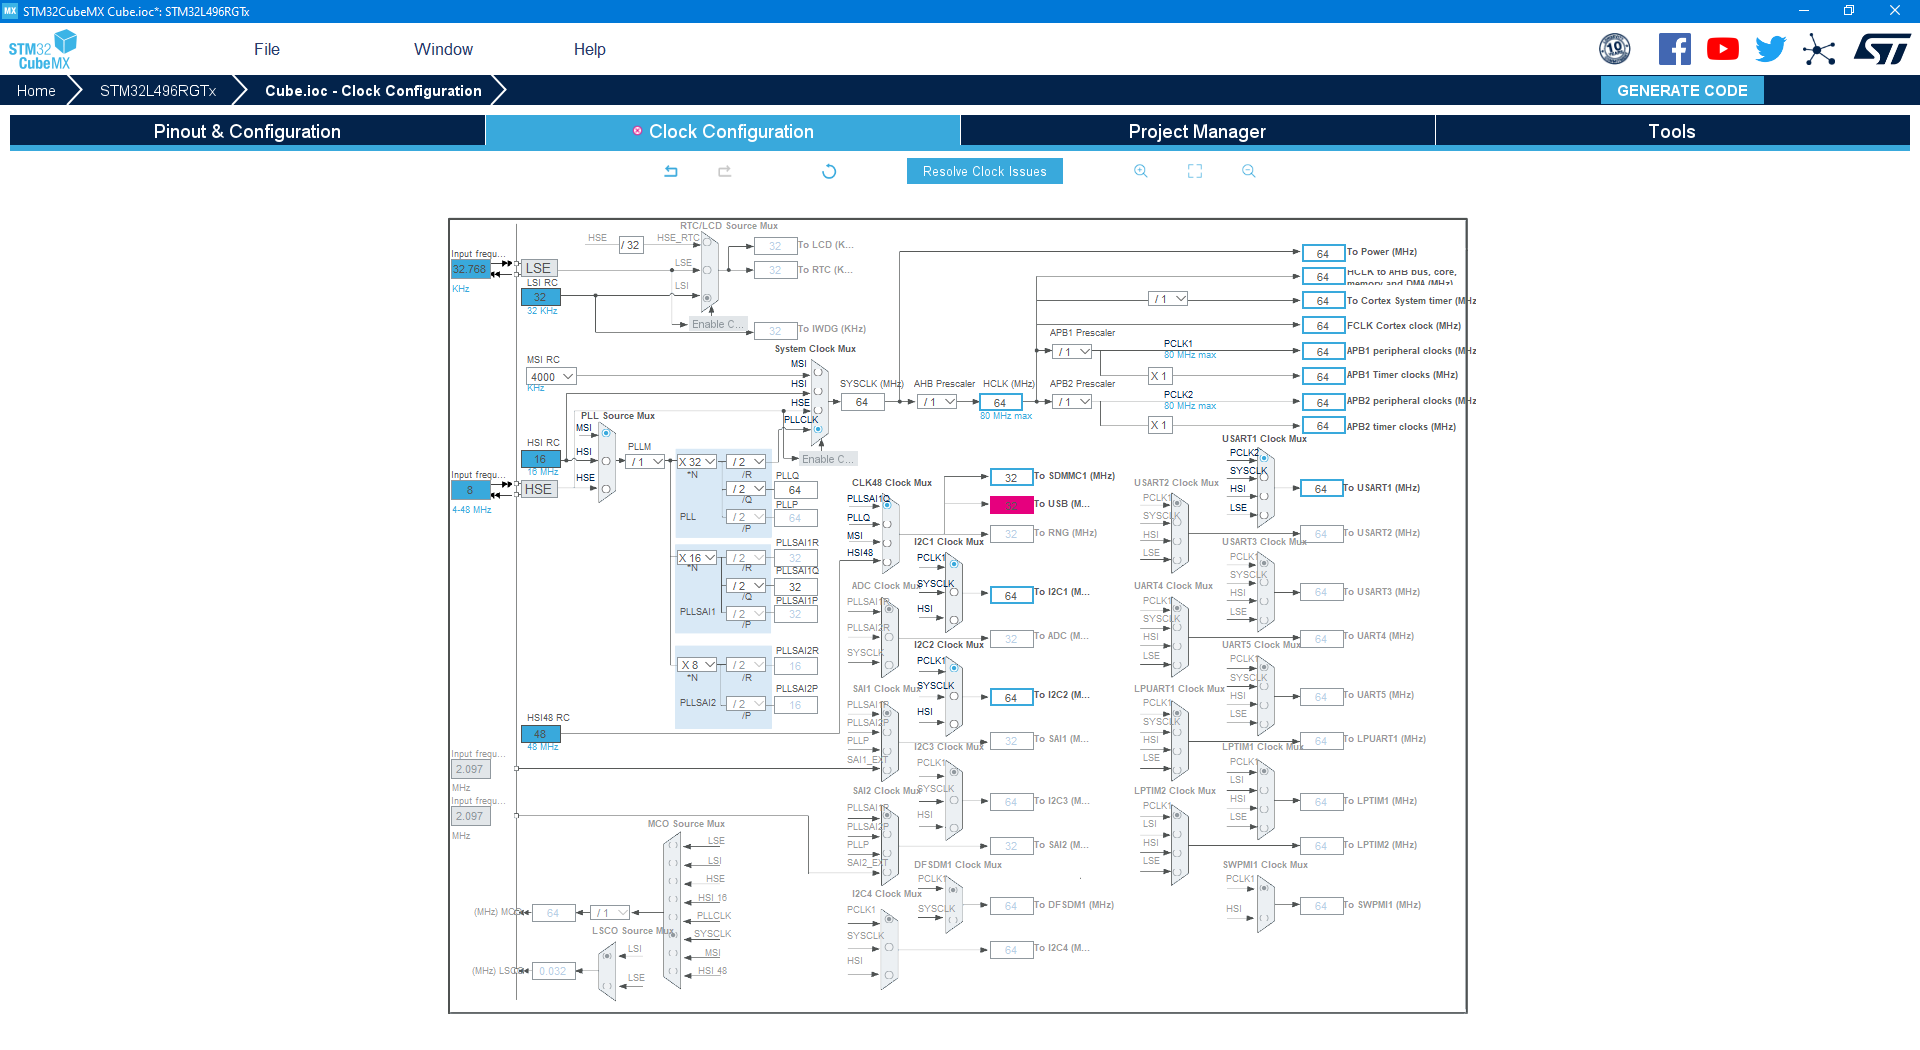 STM32CubeMX Cube.ioc*: STM32L496RGTx
STM32 CubeMX
File
Window
Help
Home
STM32L496RGTx
Cube.ioc - Clock Configuration
GENERATE CODE
Pinout & Configuration
Clock Configuration
Project Manager
Tools
Resolve Clock Issues
RTC/LCD Source Mux
HSE
/ 32
HSE_RTC
32
To LCD (K...
LSE
32
To RTC (K...
LSI
Enable C...
32
To IWDG (KHz)
Input frequ...
32.768
KHz
LSE
LSI RC
32
32 KHz
System Clock Mux
MSI
HSI
HSE
PLLCLK
Enable C...
MSI RC
4000
KHz
PLL Source Mux
MSI
HSI
HSE
HSI RC
16
16 MHz
Input frequ...
8
4-48 MHz
HSE
PLLM
/ 1
X 32
*N
/ 2
/R
PLLQ
/ 2
64
/Q
PLLP
/ 2
64
/P
PLL
PLLSAI1R
X 16
*N
/ 2
32
/R
PLLSAI1Q
/ 2
32
/Q
PLLSAI1P
/ 2
32
/P
PLLSAI1
PLLSAI2R
X 8
*N
/ 2
16
/R
PLLSAI2P
/ 2
16
/P
PLLSAI2
HSI48 RC
48
48 MHz
Input frequ...
2.097
MHz
Input frequ...
2.097
MHz
SYSCLK (MHz)
64
AHB Prescaler
/ 1
HCLK (MHz)
64
80 MHz max
64
To Power (MHz)
64
HCLK to AHB bus, core,
memory and DMA (MHz)
/ 1
64
To Cortex System timer (MHz
64
FCLK Cortex clock (MHz)
APB1 Prescaler
/ 1
PCLK1
80 MHz max
64
APB1 peripheral clocks (MHz
X 1
64
APB1 Timer clocks (MHz)
APB2 Prescaler
/ 1
PCLK2
80 MHz max
64
APB2 peripheral clocks (MHz
X 1
64
APB2 timer clocks (MHz)
CLK48 Clock Mux
PLLSAI1Q
PLLQ
MSI
HSI48
32
To SDMMC1 (MHz)
32
To USB (M...
32
To RNG (MHz)
I2C1 Clock Mux
PCLK1
SYSCLK
HSI
64
To I2C1 (M...
ADC Clock Mux
PLLSAI1R
PLLSAI2R
SYSCLK
32
To ADC (M...
I2C2 Clock Mux
PCLK1
SYSCLK
HSI
64
To I2C2 (M...
SAI1 Clock Mux
PLLSAI1P
PLLSAI2P
PLLP
SAI1_EXT
32
To SAI1 (M...
I2C3 Clock Mux
PCLK1
SYSCLK
HSI
64
To I2C3 (M...
SAI2 Clock Mux
PLLSAI1P
PLLSAI2P
PLLP
SAI2_EXT
32
To SAI2 (M...
DFSDM1 Clock Mux
PCLK1
SYSCLK
64
To DFSDM1 (MHz)
I2C4 Clock Mux
PCLK1
SYSCLK
HSI
64
To I2C4 (M...
USART1 Clock Mux
PCLK2
SYSCLK
HSI
LSE
64
To USART1 (MHz)
USART2 Clock Mux
PCLK1
SYSCLK
HSI
LSE
64
To USART2 (MHz)
USART3 Clock Mux
PCLK1
SYSCLK
HSI
LSE
64
To USART3 (MHz)
UART4 Clock Mux
PCLK1
SYSCLK
HSI
LSE
64
To UART4 (MHz)
UART5 Clock Mux
PCLK1
SYSCLK
HSI
LSE
64
To UART5 (MHz)
LPUART1 Clock Mux
PCLK1
SYSCLK
HSI
LSE
64
To LPUART1 (MHz)
LPTIM1 Clock Mux
PCLK1
LSI
HSI
LSE
64
To LPTIM1 (MHz)
LPTIM2 Clock Mux
PCLK1
LSI
HSI
LSE
64
To LPTIM2 (MHz)
SWPMI1 Clock Mux
PCLK1
HSI
64
To SWPMI1 (MHz)
MCO Source Mux
LSE
LSI
HSE
HSI_16
PLLCLK
SYSCLK
MSI
HSI_48
(MHz) MCO
64
/ 1
LSCO Source Mux
LSI
LSE
(MHz) LSCO
0.032